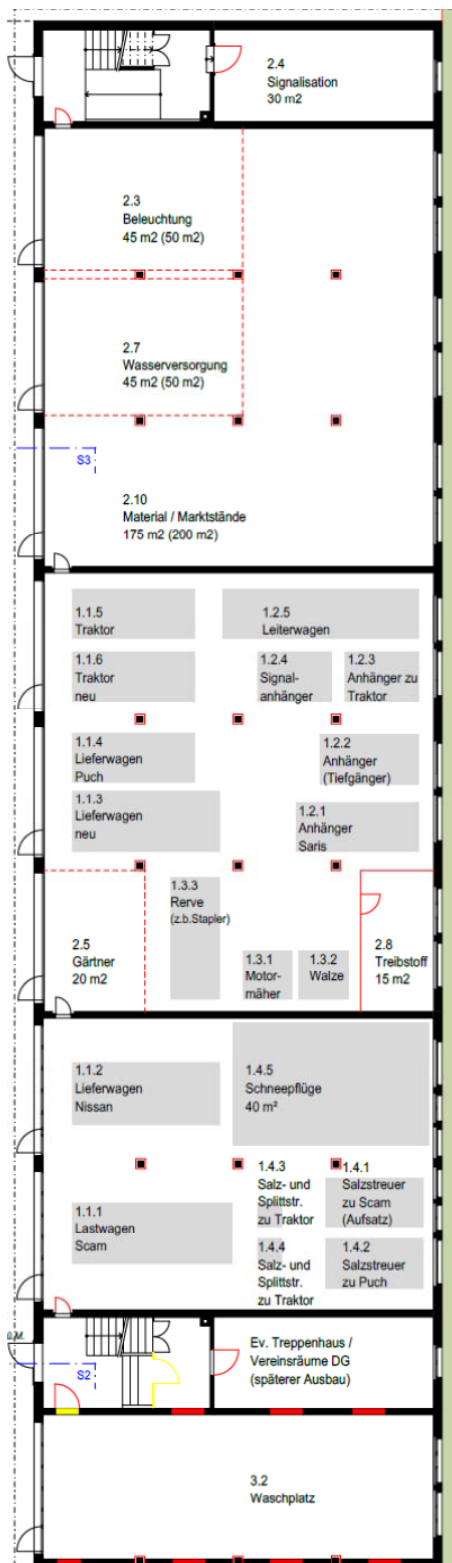 2.4
Signalisation
30 m2
2.3
Beleuchtung
45 m2 (50 m2)
2.7
Wasserversorgung
45 m2 (50 m2)
S3
2.10
Material / Marktstände
175 m2 (200 m2)
1.1.5
Traktor
1.2.5
Leiterwagen
1.1.6
Traktor
neu
1.2.4
Signal-
anhänger
1.2.3
Anhänger zu
Traktor
1.1.4
Lieferwagen
Puch
1.2.2
Anhänger
(Tiefgänger)
1.1.3
Lieferwagen
neu
1.2.1
Anhänger
Saris
1.3.3
Rerve
(z.b.Stapler)
2.5
Gärtner
20 m2
1.3.1
Motor-
mäher
1.3.2
Walze
2.8
Treibstoff
15 m2
1.1.2
Lieferwagen
Nissan
1.4.5
Schneepflüge
40 m²
1.4.3
Salz- und
Splittstr.
zu Traktor
1.4.1
Salzstreuer
zu Scam
(Aufsatz)
1.1.1
Lastwagen
Scam
1.4.4
Salz- und
Splittstr.
zu Traktor
1.4.2
Salzstreuer
zu Puch
S2
Ev. Treppenhaus /
Vereinsräume DG
(späterer Ausbau)
3.2
Waschplatz